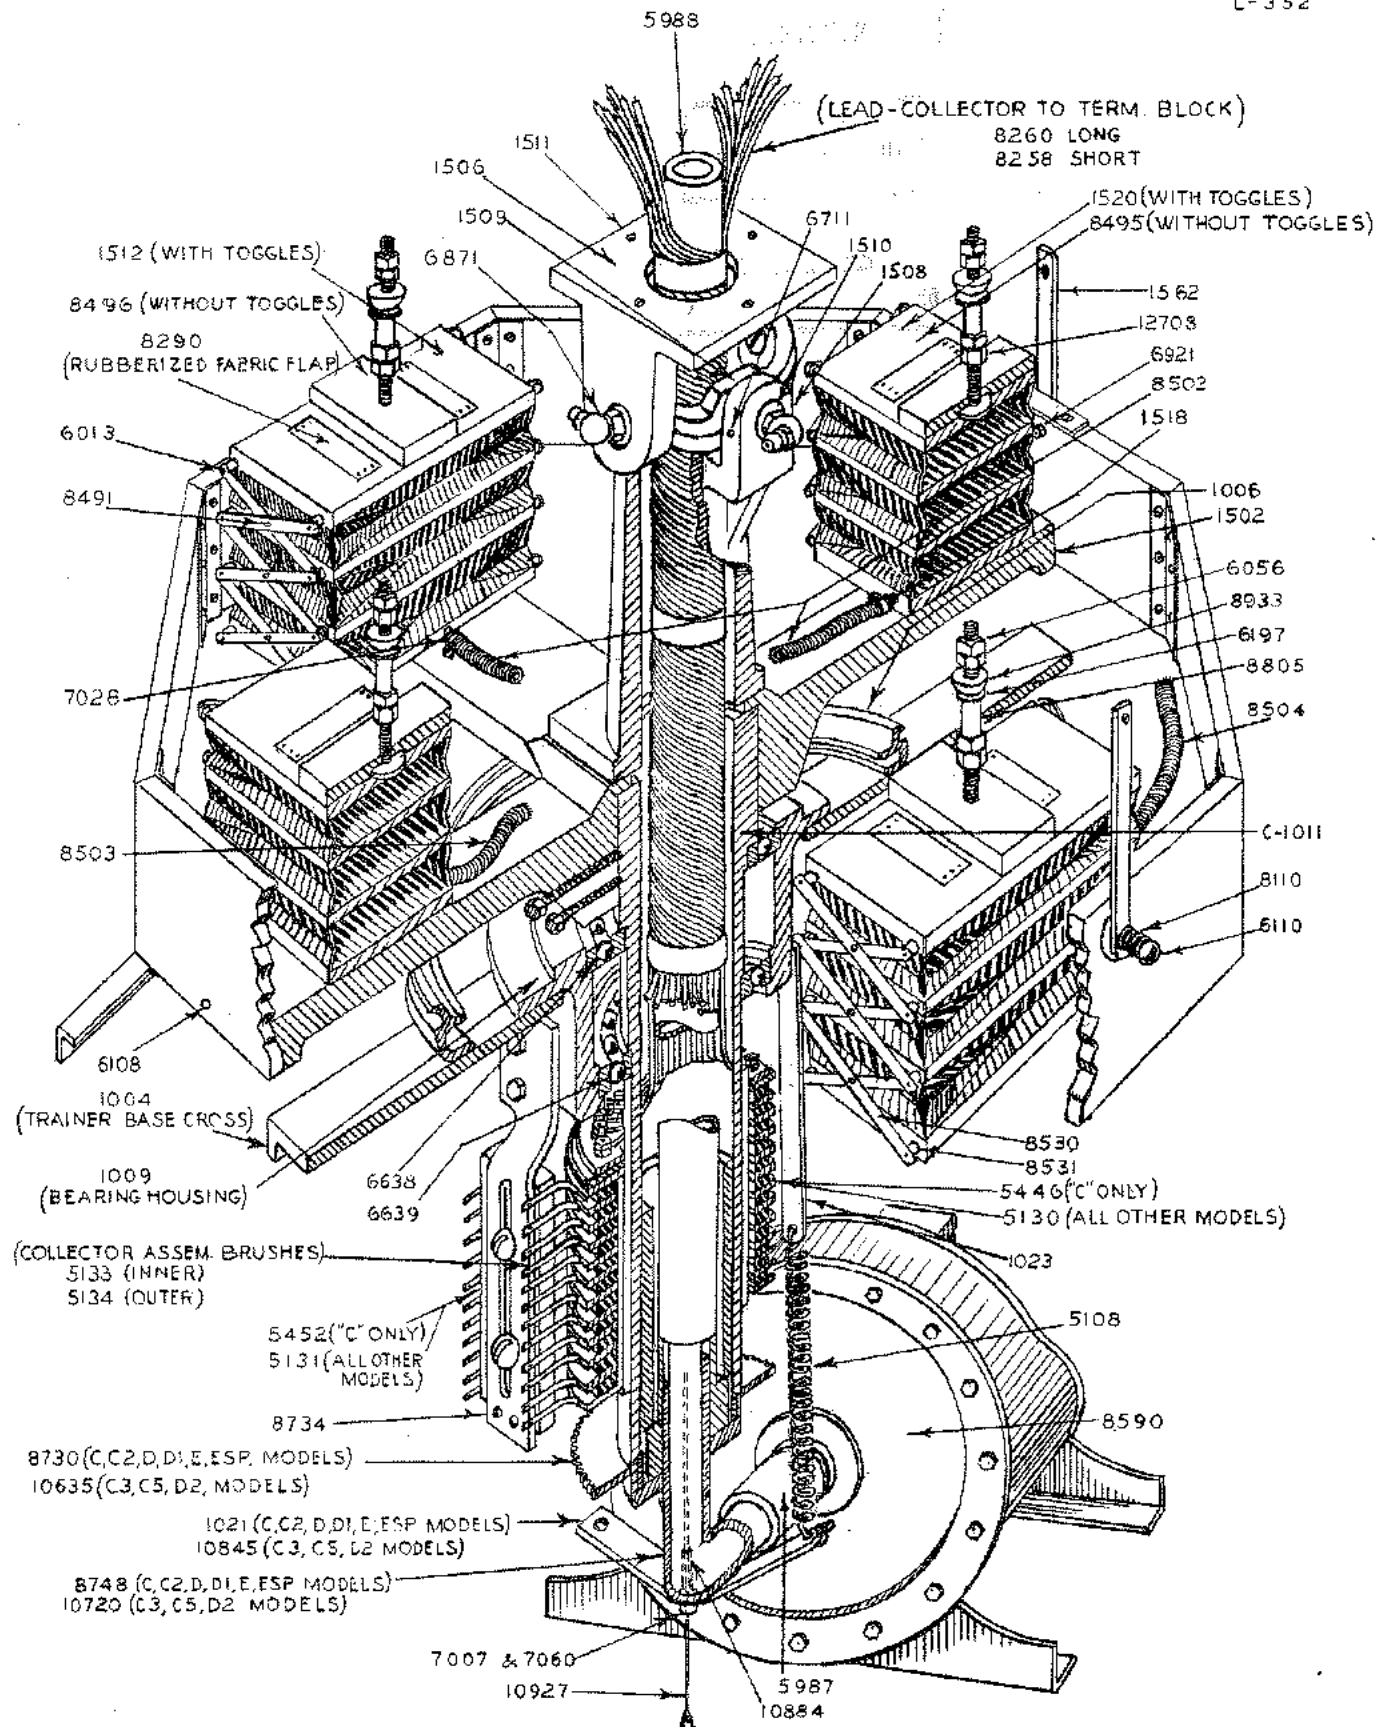 L-352
5988
(LEAD-COLLECTOR TO TERM. BLOCK)
8260 LONG
8258 SHORT
1511
1506
1509
6871
6711
1510
1508
1520 (WITH TOGGLES)
8495 (WITHOUT TOGGLES)
1512 (WITH TOGGLES)
8496 (WITHOUT TOGGLES)
8290
(RUBBERIZED FABRIC FLAP)
6013
8491
1562
12708
6921
8502
1518
1006
1502
6056
8933
6197
8805
8504
7028
8503
C-1011
8110
6110
6108
1004
(TRAINER BASE CROSS)
1009
(BEARING HOUSING)
6638
6639
8530
8531
5446 ("C" ONLY)
5130 (ALL OTHER MODELS)
1023
(COLLECTOR ASSEM. BRUSHES)
5133 (INNER)
5134 (OUTER)
5452 ("C" ONLY)
5131 (ALL OTHER
MODELS)
5108
8734
8590
8730 (C,C2,D,D1,E,ESP. MODELS)
10635 (C3,C5,D2, MODELS)
1021 (C,C2,D,D1,E,ESP MODELS)
10845 (C3,C5,D2 MODELS)
8748 (C,C2,D,D1,E,ESP MODELS)
10720 (C3,C5,D2 MODELS)
7007 & 7060
5987
10927
10884